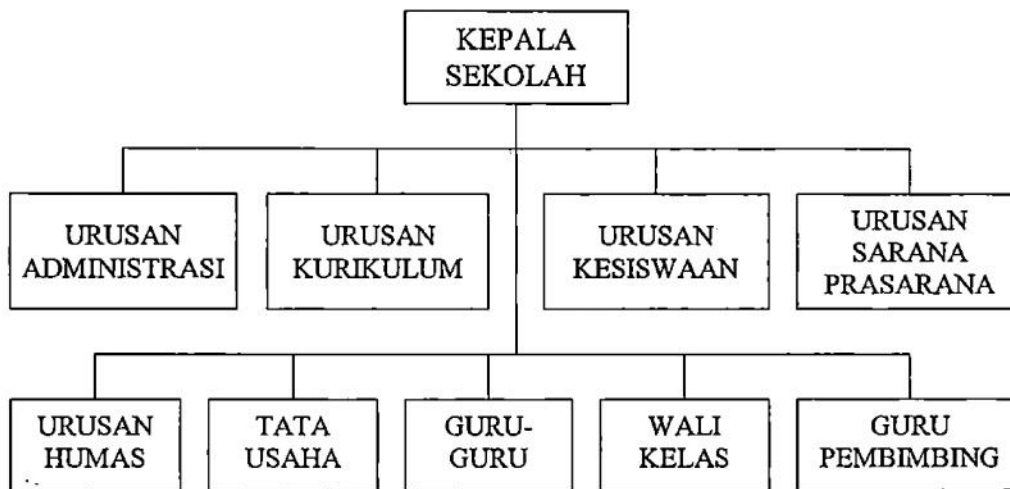 KEPALA
SEKOLAH
URUSAN
ADMINISTRASI
URUSAN
KURIKULUM
URUSAN
KESISWAAN
URUSAN
SARANA
PRASARANA
URUSAN
HUMAS
TATA
USAHA
GURU-
GURU
WALI
KELAS
GURU
PEMBIMBING